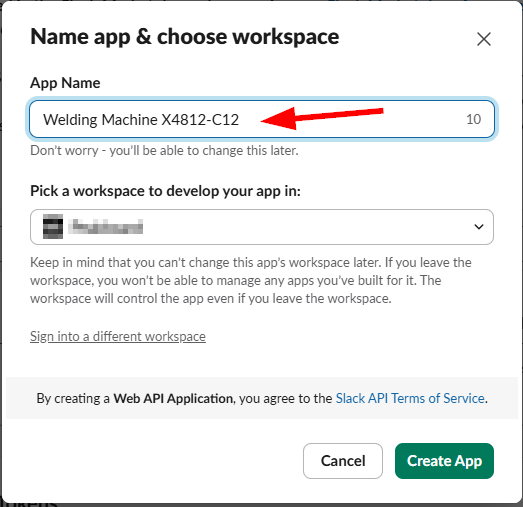 Name app & choose workspace
App Name
Welding Machine X4812-C12
10
Don't worry - you'll be able to change this later.
Pick a workspace to develop your app in:
Keep in mind that you can't change this app's workspace later. If you leave the
workspace, you won't be able to manage any apps you've built for it. The
workspace will control the app even if you leave the workspace.
Sign into a different workspace
By creating a Web API Application, you agree to the Slack API Terms of Service.
Cancel
Create App